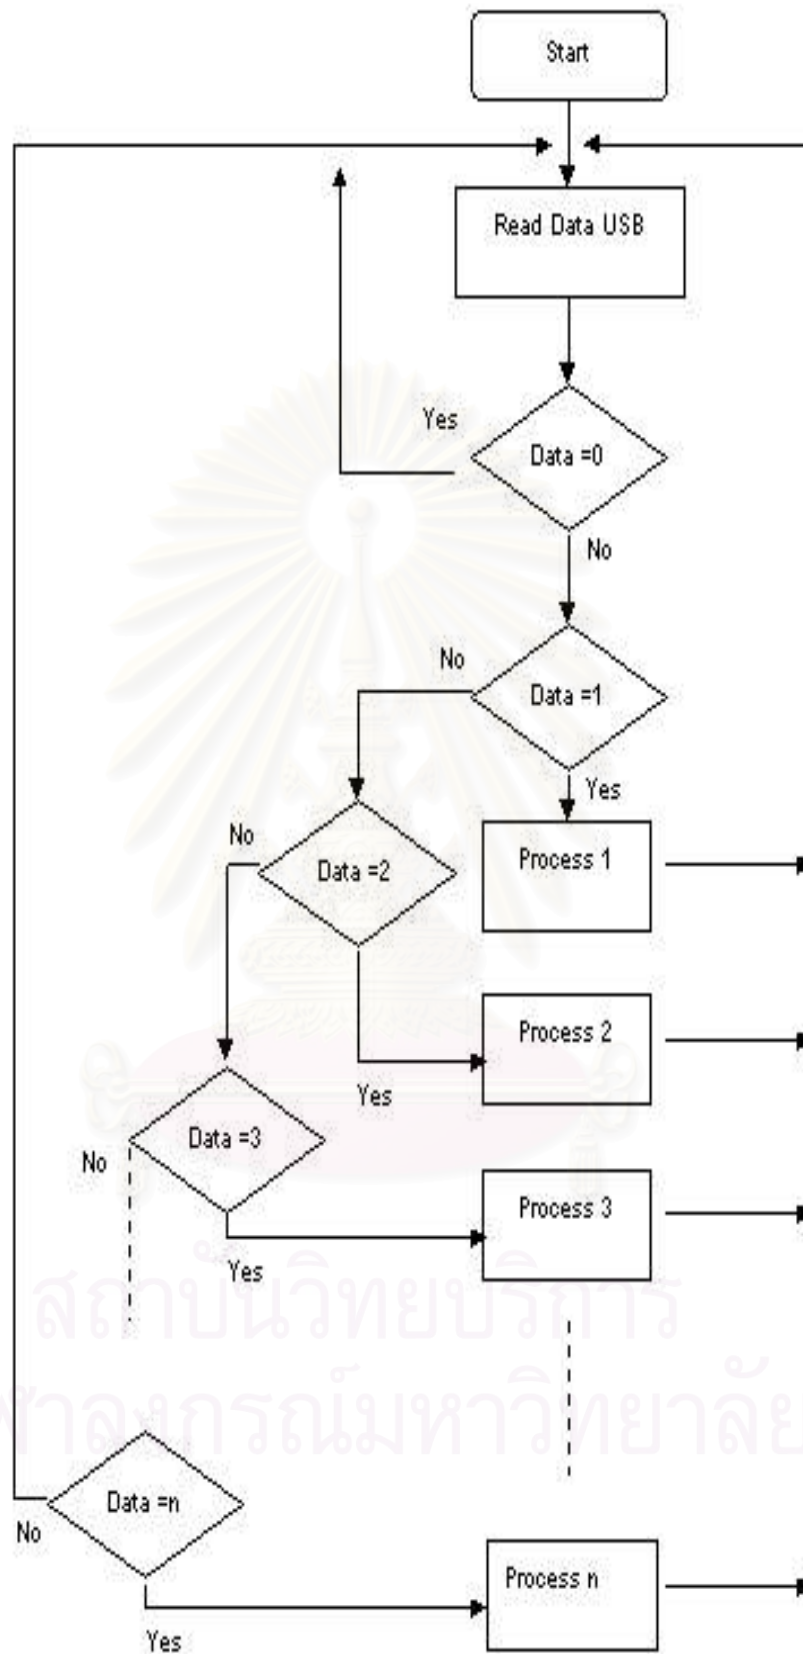 Start
Read Data USB
Yes
Data =0
No
No
Data =1
Yes
No
Data =2
Process 1
Process 2
Yes
Data =3
No
Process 3
Yes
สถาบันวิทยบริการ
จุฬาลงกรณ์มหาวิทยาลัย
Data =n
No
Process n
Yes